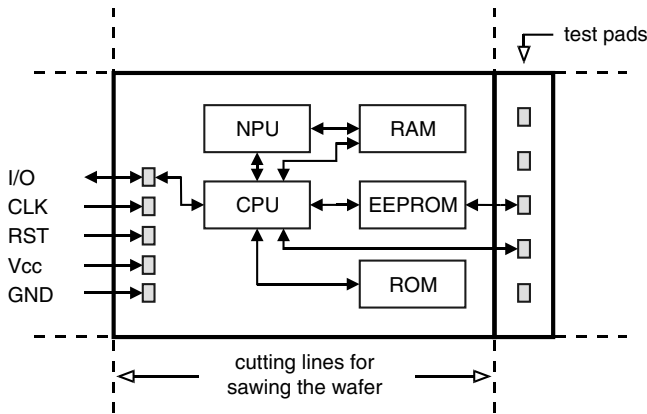 test pads
NPU
RAM
I/O
CPU
EEPROM
CLK
RST
Vcc
ROM
GND
cutting lines for
sawing the wafer